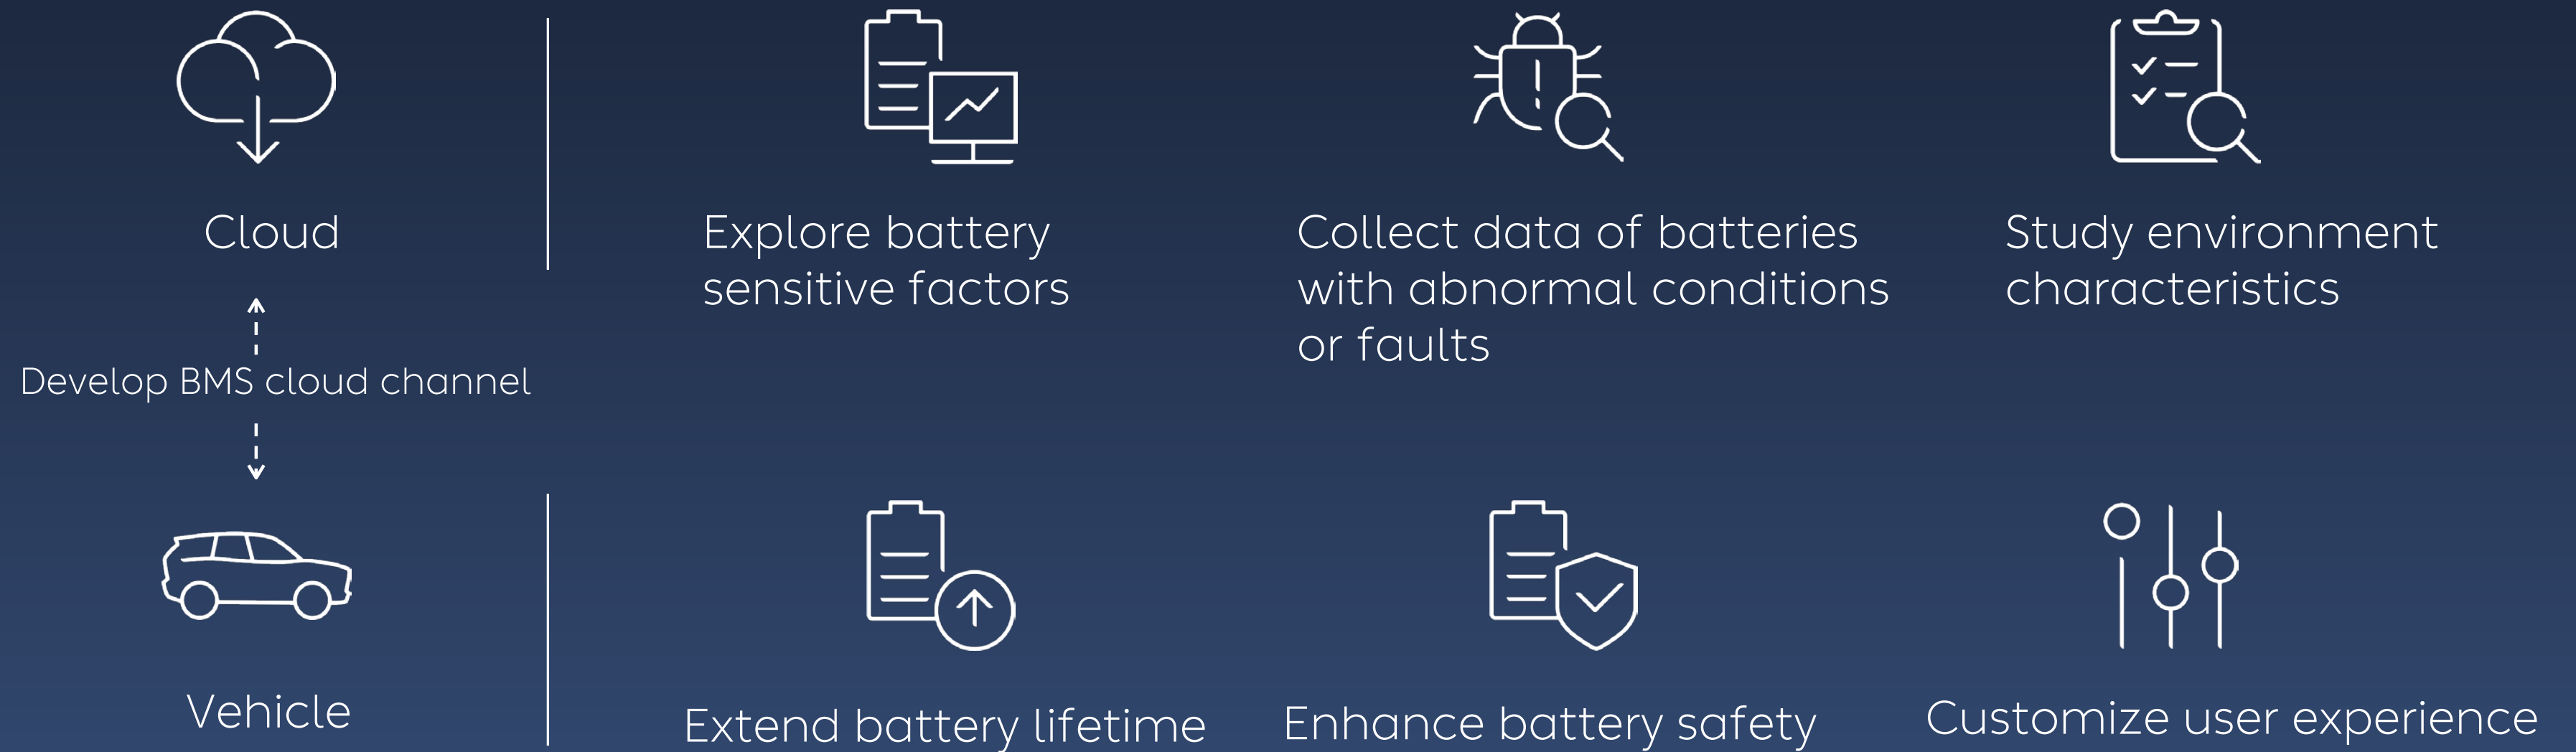 Cloud
Explore battery
sensitive factors
Collect data of batteries
with abnormal conditions
or faults
Study environment
characteristics
Develop BMS cloud channel
Vehicle
Extend battery lifetime
Enhance battery safety
Customize user experience